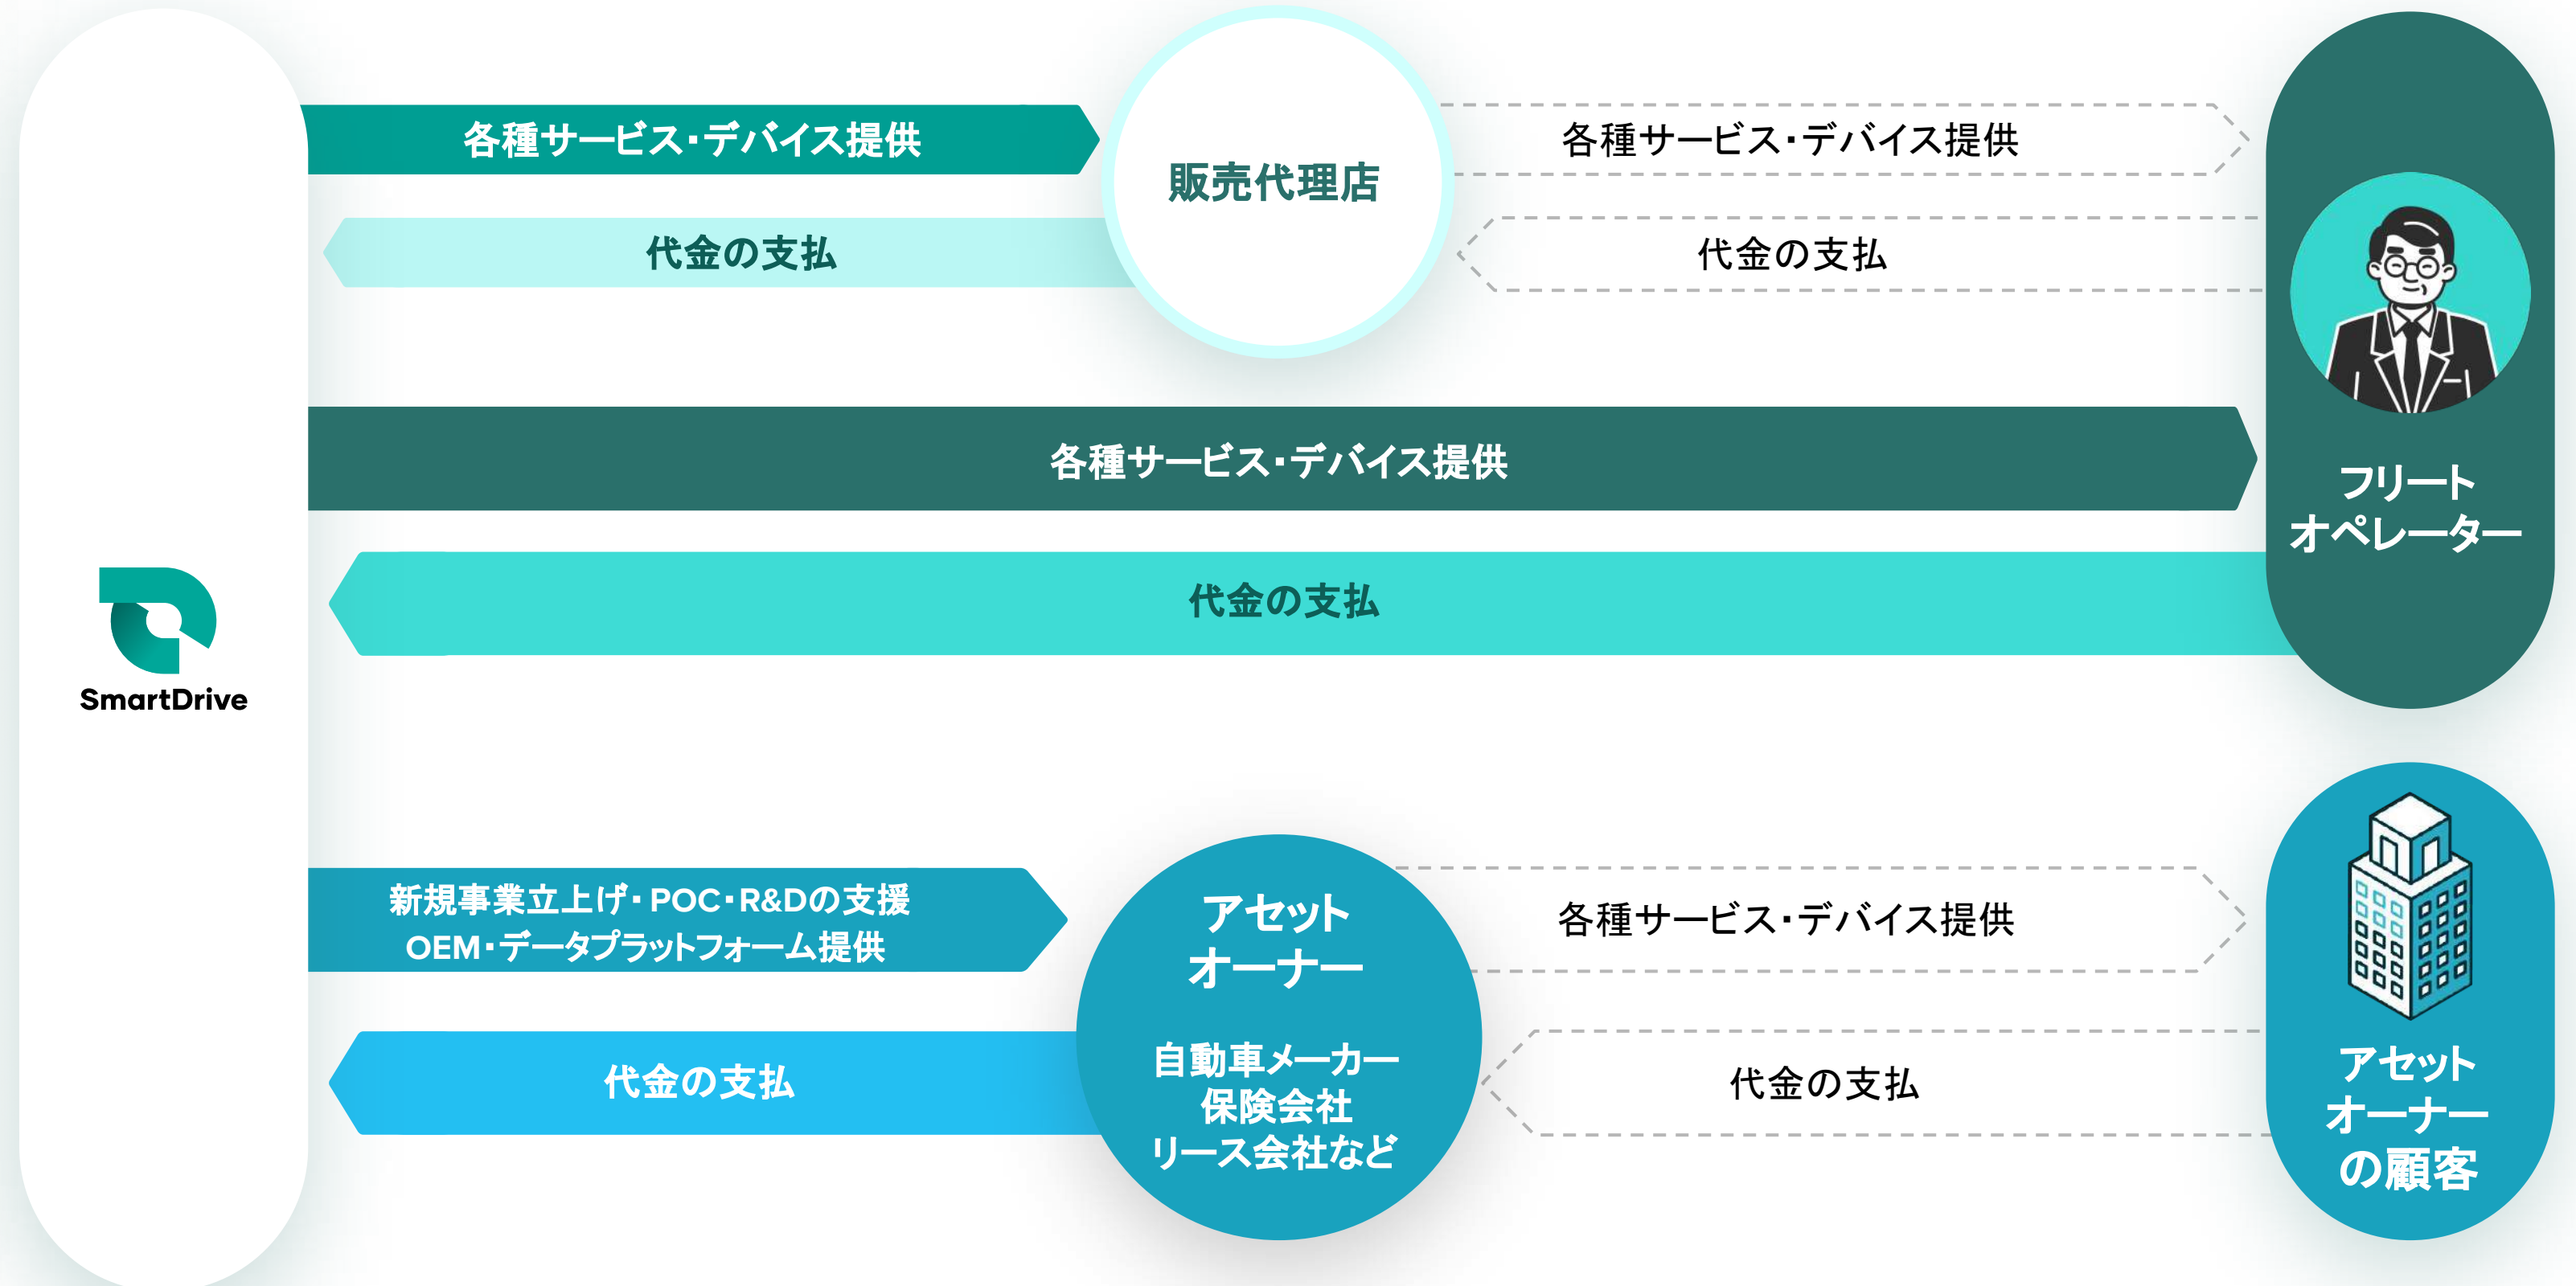 各種サービス・デバイス提供
代金の支払
販売代理店
各種サービス・デバイス提供
代金の支払
各種サービス・デバイス提供
代金の支払
フリート
オペレーター
SmartDrive
新規事業立上げ・POC・R&Dの支援
OEM・データプラットフォーム提供
代金の支払
アセット
オーナー
自動車メーカー
保険会社
リース会社など
各種サービス・デバイス提供
代金の支払
アセット
オーナー
の顧客